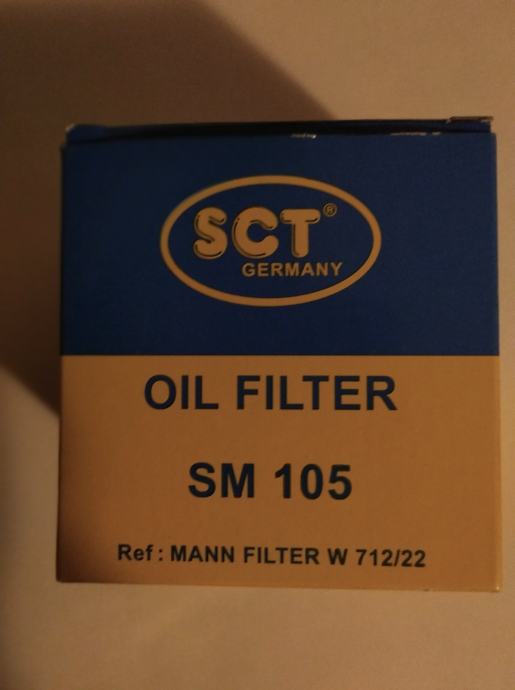 SCT®
GERMANY
OIL FILTER
SM 105
Ref: MANN FILTER W 712/22